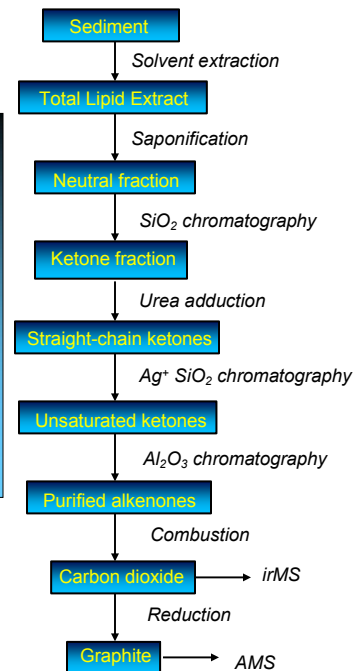 Sediment
Solvent extraction
Total Lipid Extract
Saponification
Neutral fraction
SiO₂ chromatography
Ketone fraction
Urea adduction
Straight-chain ketones
Ag⁺ SiO₂ chromatography
Unsaturated ketones
Al₂O₃ chromatography
Purified alkenones
Combustion
Carbon dioxide irMS
Reduction
Graphite AMS